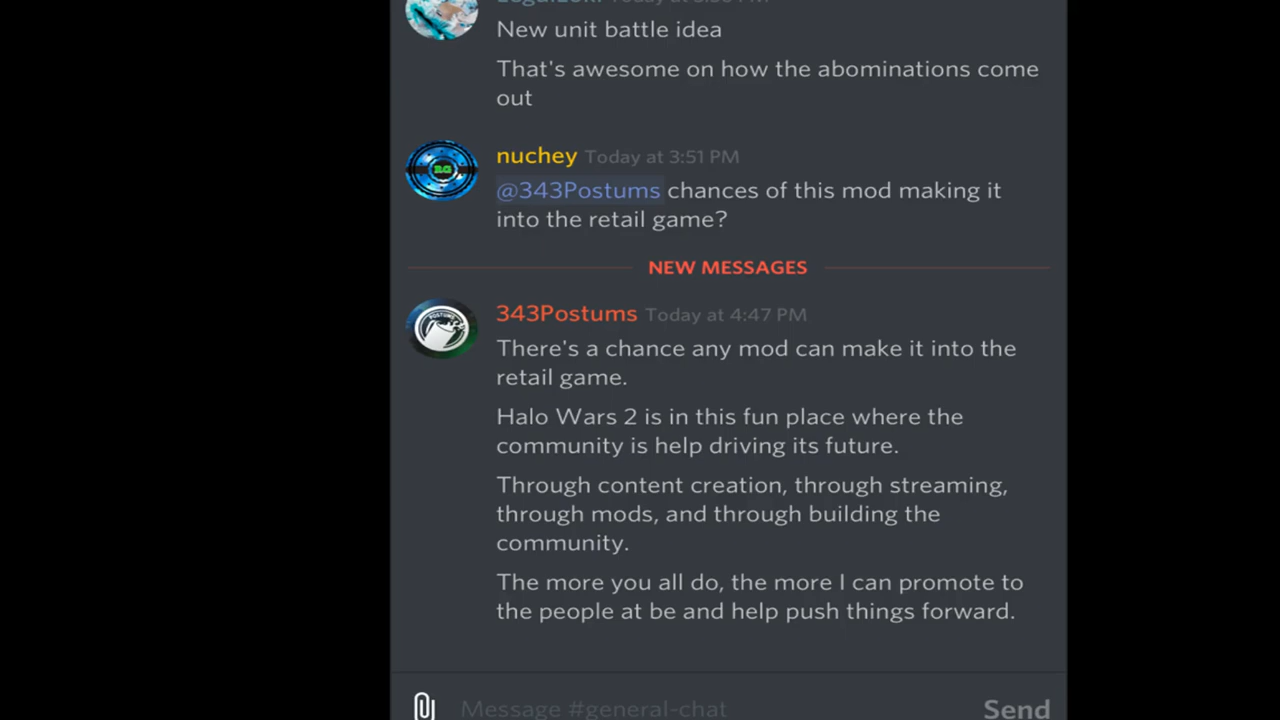 New unit battle idea
That's awesome on how the abominations come
out
nuchey Today at 3:51 PM
RG
@343Postums chances of this mod making it
into the retail game?
NEW MESSAGES
343Postums Today at 4:47 PM
There's a chance any mod can make it into the
retail game.
Halo Wars 2 is in this fun place where the
community is help driving its future.
Through content creation, through streaming,
through mods, and through building the
community.
The more you all do, the more I can promote to
the people at be and help push things forward.
Message #general-chat Send